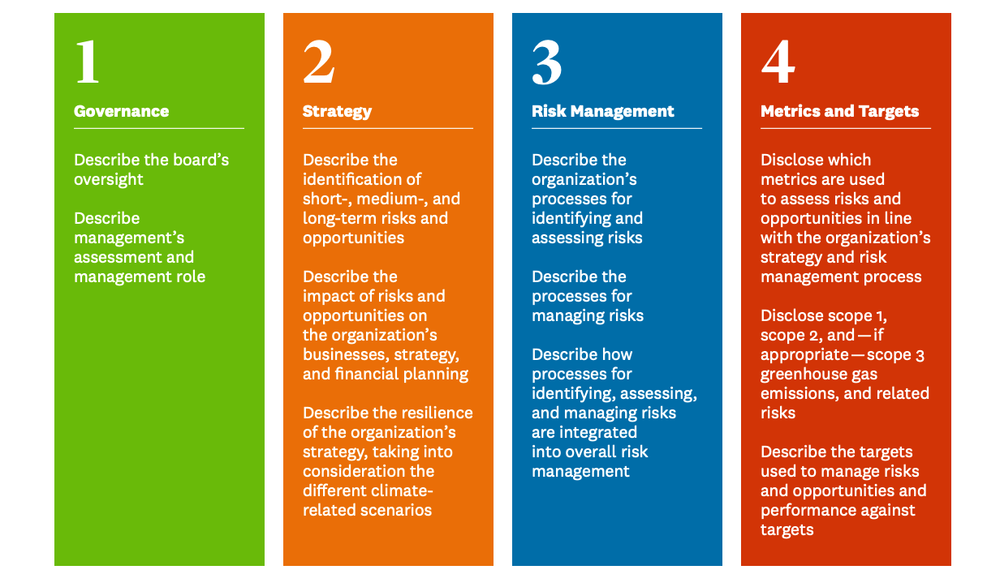 1
Governance
Describe the board’s
oversight
Describe
management’s
assessment and
management role
2
Strategy
Describe the
identification of
short-, medium-, and
long-term risks and
opportunities
Describe the
impact of risks and
opportunities on
the organization’s
businesses, strategy,
and financial planning
Describe the resilience
of the organization’s
strategy, taking into
consideration the
different climate-
related scenarios
3
Risk Management
Describe the
organization’s
processes for
identifying and
assessing risks
Describe the
processes for
managing risks
Describe how
processes for
identifying, assessing,
and managing risks
are integrated
into overall risk
management
4
Metrics and Targets
Disclose which
metrics are used
to assess risks and
opportunities in line
with the organization’s
strategy and risk
management process
Disclose scope 1,
scope 2, and — if
appropriate — scope 3
greenhouse gas
emissions, and related
risks
Describe the targets
used to manage risks
and opportunities and
performance against
targets